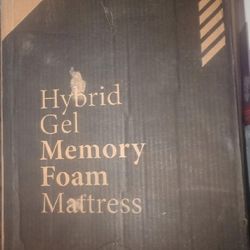 Hybrid
Gel
Memory
Foam
Mattress